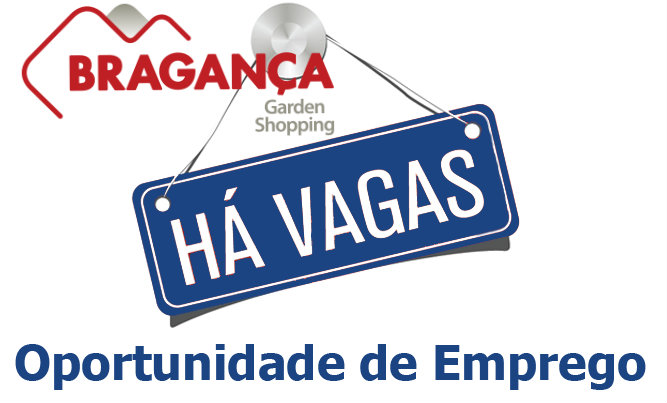 BRAGANÇA
Garden
Shopping
HÁ VAGAS
Oportunidade de Emprego